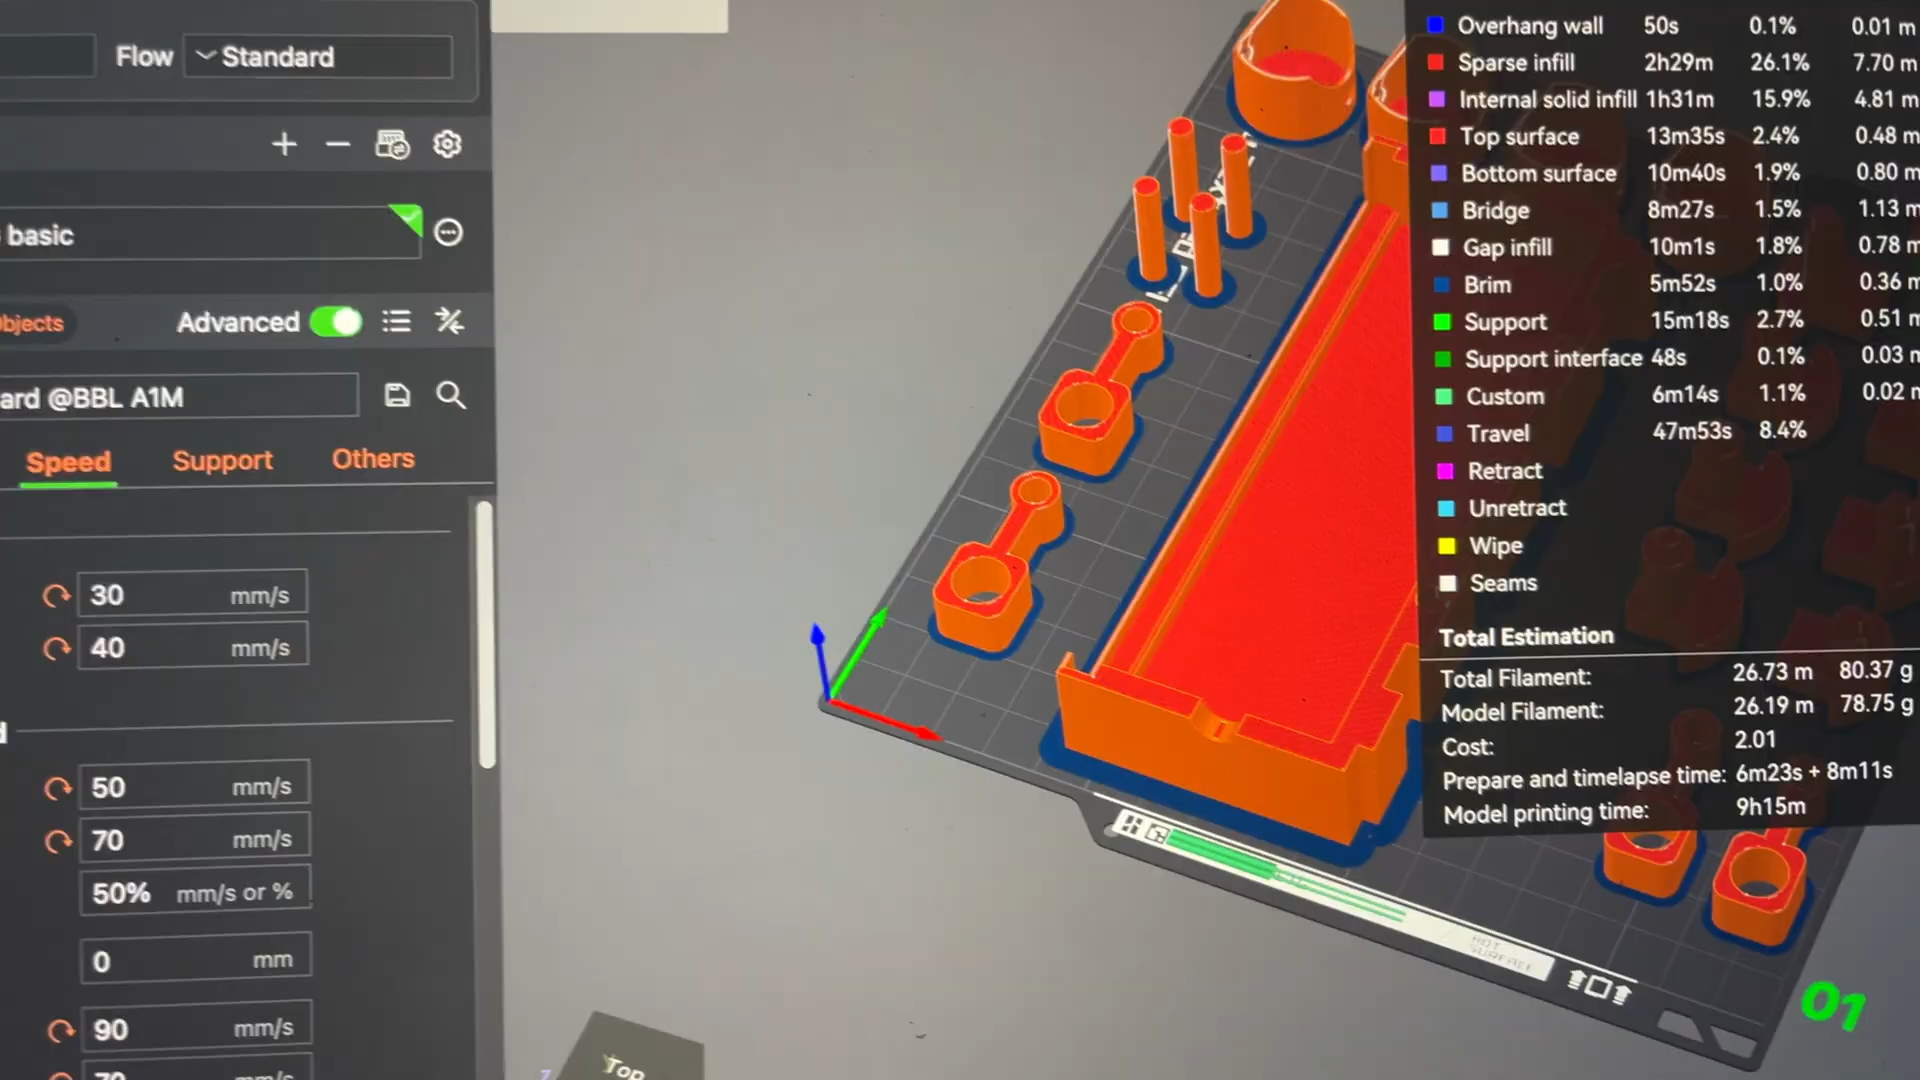 Flow Standard
basic
Objects Advanced
ard @BBL A1M
Speed Support Others
30 mm/s
40 mm/s
50 mm/s
70 mm/s
50% mm/s or %
0 mm
90 mm/s
70 mm/s
Top
Overhang wall 50s 0.1% 0.01 m
Sparse infill 2h29m 26.1% 7.70 m
Internal solid infill 1h31m 15.9% 4.81 m
Top surface 13m35s 2.4% 0.48 m
Bottom surface 10m40s 1.9% 0.80 m
Bridge 8m27s 1.5% 1.13 m
Gap infill 10m1s 1.8% 0.78 m
Brim 5m52s 1.0% 0.36 m
Support 15m18s 2.7% 0.51 m
Support interface 48s 0.1% 0.03 m
Custom 6m14s 1.1% 0.02 m
Travel 47m53s 8.4%
Retract
Unretract
Wipe
Seams
Total Estimation
Total Filament: 26.73 m 80.37 g
Model Filament: 26.19 m 78.75 g
Cost: 2.01
Prepare and timelapse time: 6m23s + 8m11s
Model printing time: 9h15m
HOT
SURFACE
01